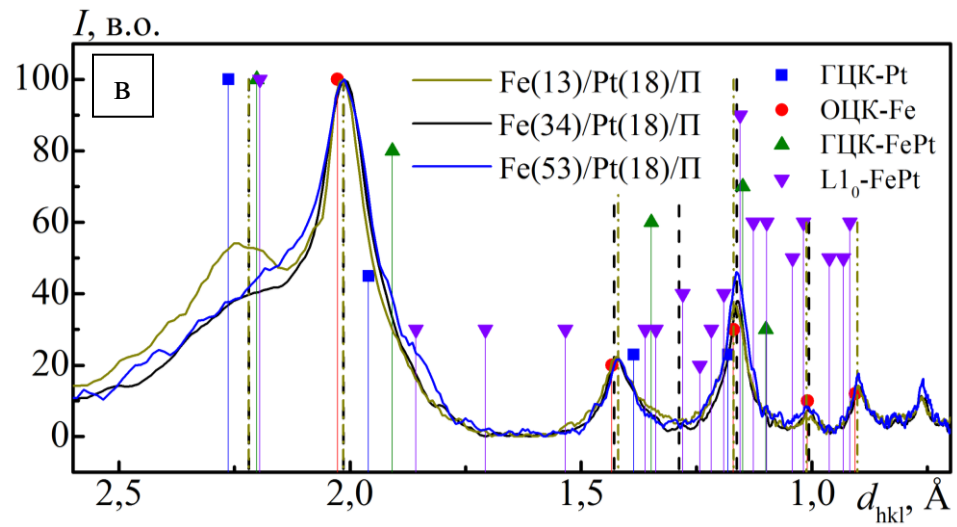 I, в.о.
в
100
80
60
40
20
0
Fe(13)/Pt(18)/П
Fe(34)/Pt(18)/П
Fe(53)/Pt(18)/П
ГЦК-Pt
ОЦК-Fe
ГЦК-FePt
L1₀-FePt
2,5
2,0
1,5
1,0
dhkl, Å